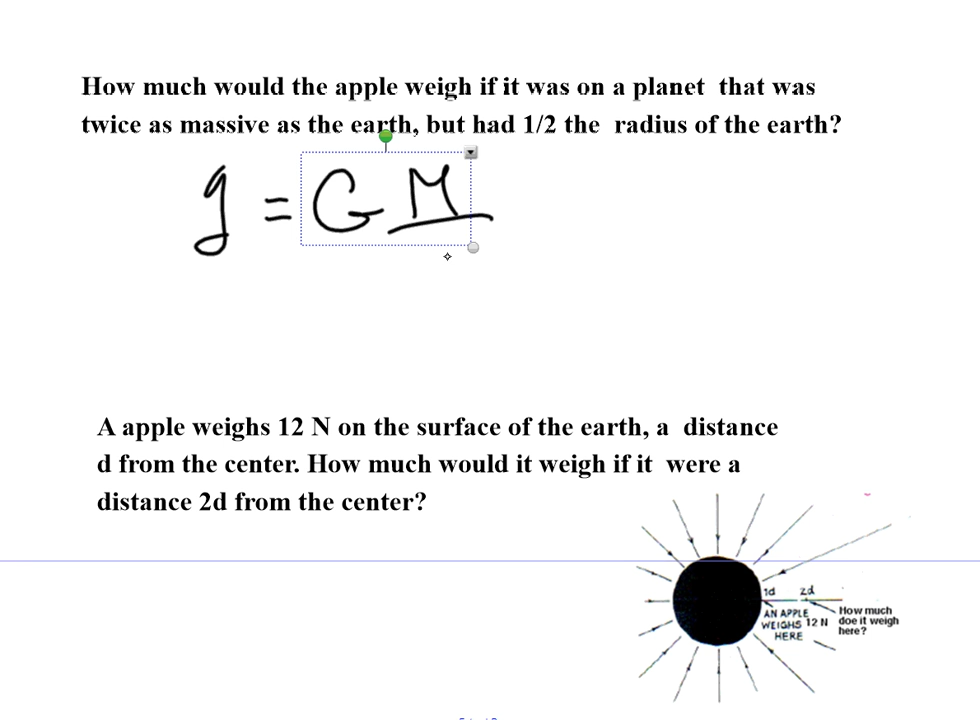 How much would the apple weigh if it was on a planet that was
twice as massive as the earth, but had 1/2 the radius of the earth?
g = G M
A apple weighs 12 N on the surface of the earth, a distance
d from the center. How much would it weigh if it were a
distance 2d from the center?
1d 2d
AN APPLE
WEIGHS 12 N
HERE
How much
doe it weigh
here?